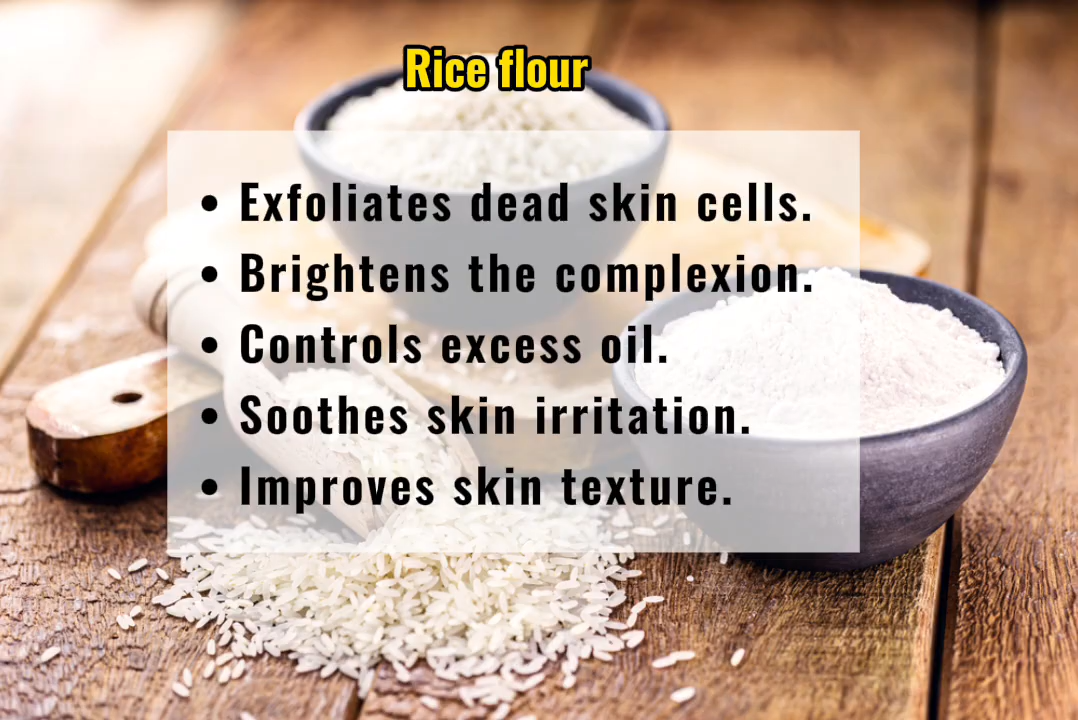 Rice flour
• Exfoliates dead skin cells.
• Brightens the complexion.
• Controls excess oil.
• Soothes skin irritation.
• Improves skin texture.